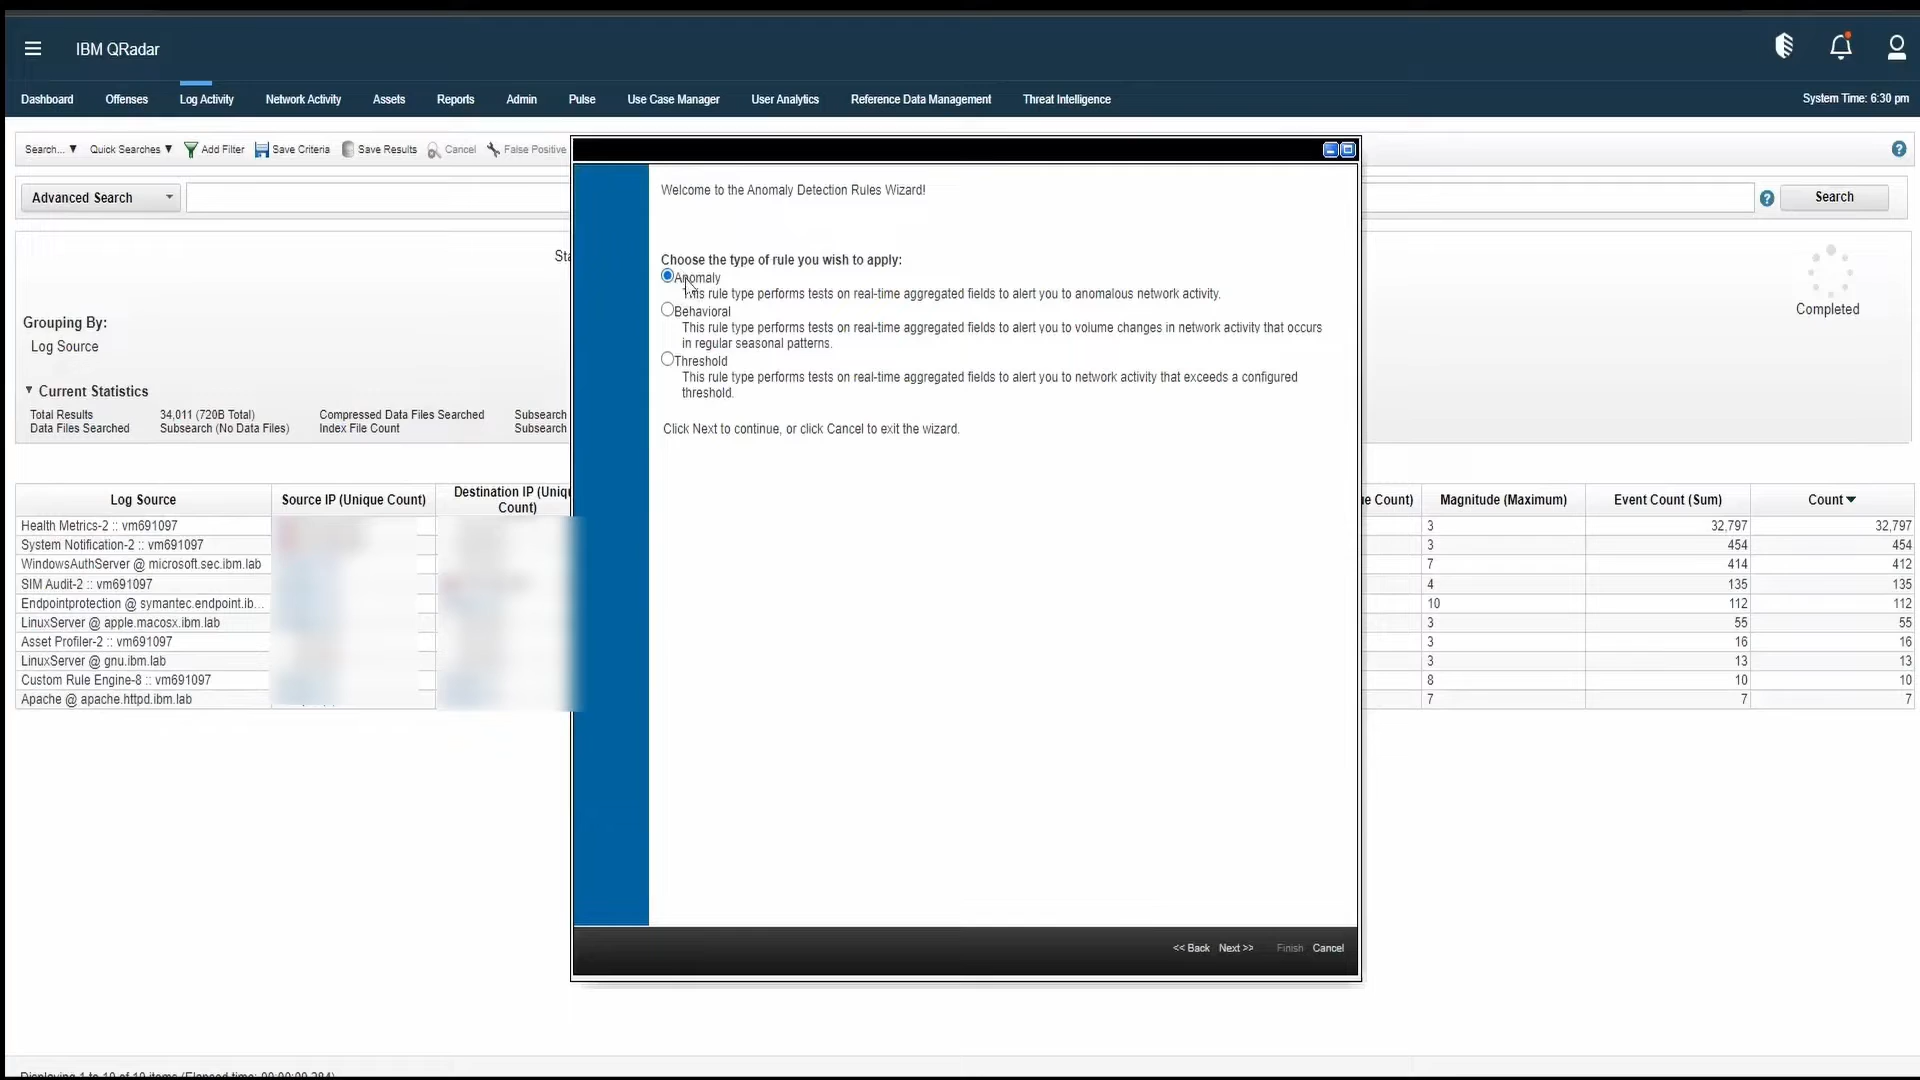 IBM QRadar
Dashboard Offenses Log Activity Network Activity Assets Reports Admin Pulse Use Case Manager User Analytics Reference Data Management Threat Intelligence System Time: 6:30 pm
Search... Quick Searches Add Filter Save Criteria Save Results Cancel False Positive
Advanced Search Search
Welcome to the Anomaly Detection Rules Wizard!
Choose the type of rule you wish to apply:
Anomaly
This rule type performs tests on real-time aggregated fields to alert you to anomalous network activity.
Behavioral
This rule type performs tests on real-time aggregated fields to alert you to volume changes in network activity that occurs
in regular seasonal patterns.
Threshold
This rule type performs tests on real-time aggregated fields to alert you to network activity that exceeds a configured
threshold.
Click Next to continue, or click Cancel to exit the wizard.
<< Back Next >> Finish Cancel
Completed
Grouping By:
Log Source
Current Statistics
Total Results 34,011 (720B Total) Compressed Data Files Searched Subsearch
Data Files Searched Subsearch (No Data Files) Index File Count Subsearch
Log Source Source IP (Unique Count) Destination IP Count) Count) Magnitude (Maximum) Event Count (Sum) Count
Health Metrics-2 :: vm691097 3 32,797 32,797
System Notification-2 :: vm691097 3 454 454
WindowsAuthServer @ microsoft.sec.ibm.lab 7 414 412
SIM Audit-2 :: vm691097 4 135 135
Endpointprotection @ symantec.endpoint.ib... 10 112 112
LinuxServer @ apple.macosx.ibm.lab 3 55 55
Asset Profiler-2 :: vm691097 3 16 16
LinuxServer @ gnu.ibm.lab 3 13 13
Custom Rule Engine-8 :: vm691097 8 10 10
Apache @ apache.httpd.ibm.lab 7 7 7